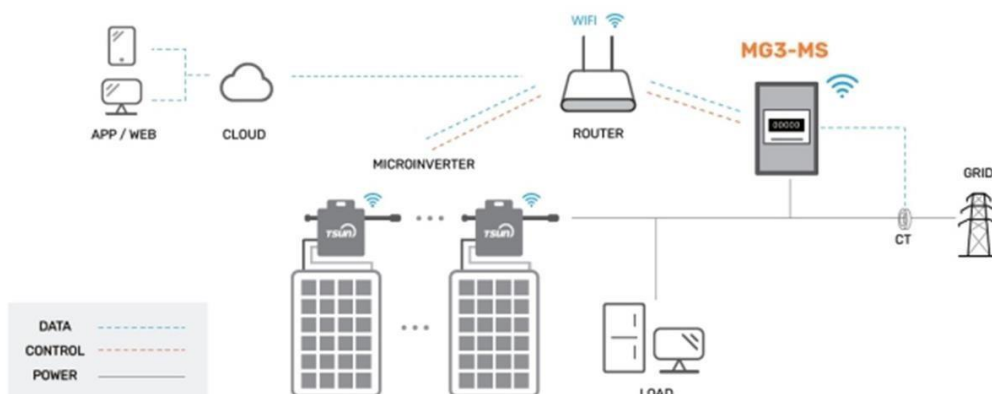 WIFI
MG3-MS
00000
APP / WEB
CLOUD
ROUTER
MICROINVERTER
GRID
TSUN
TSUN
CT
DATA
CONTROL
POWER
LOAD